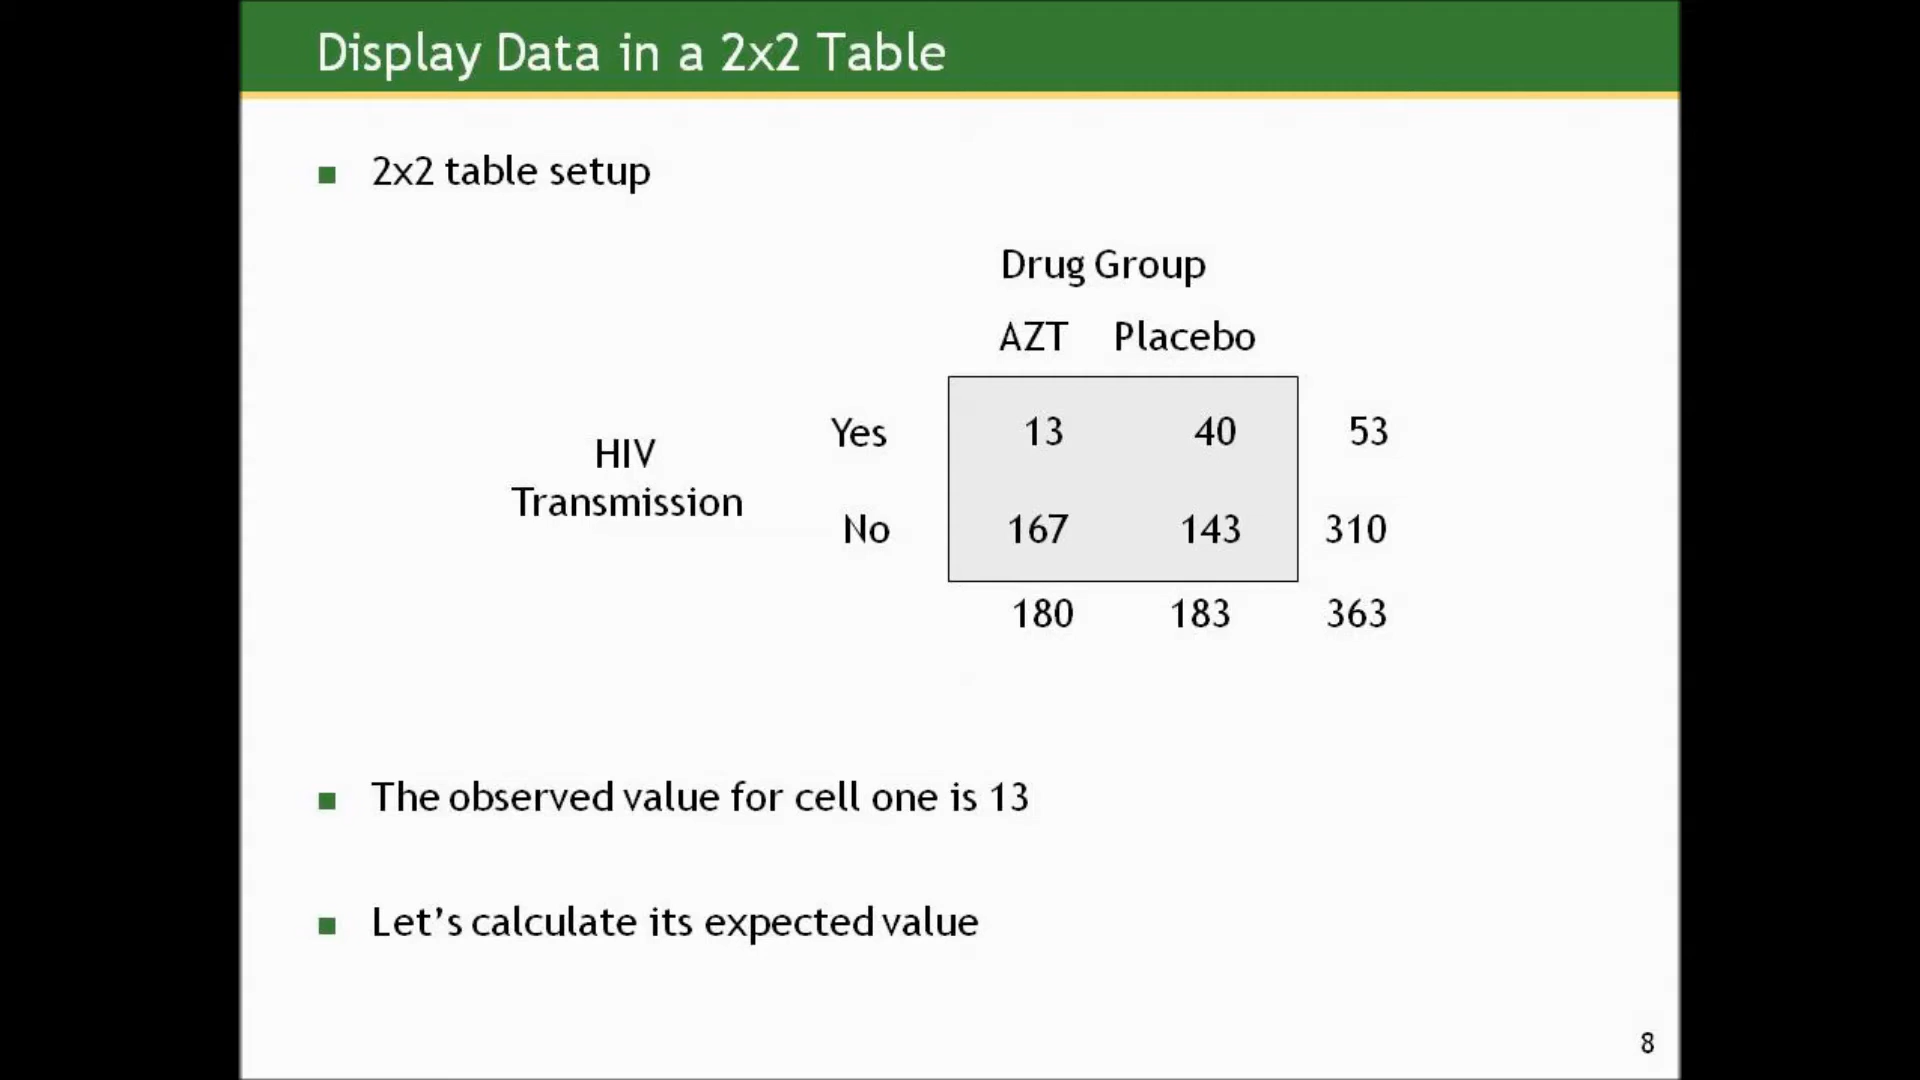 Display Data in a 2x2 Table
2x2 table setup
Drug Group
AZT Placebo
Yes 13 40 53
HIV
Transmission
No 167 143 310
180 183 363
The observed value for cell one is 13
Let’s calculate its expected value
8